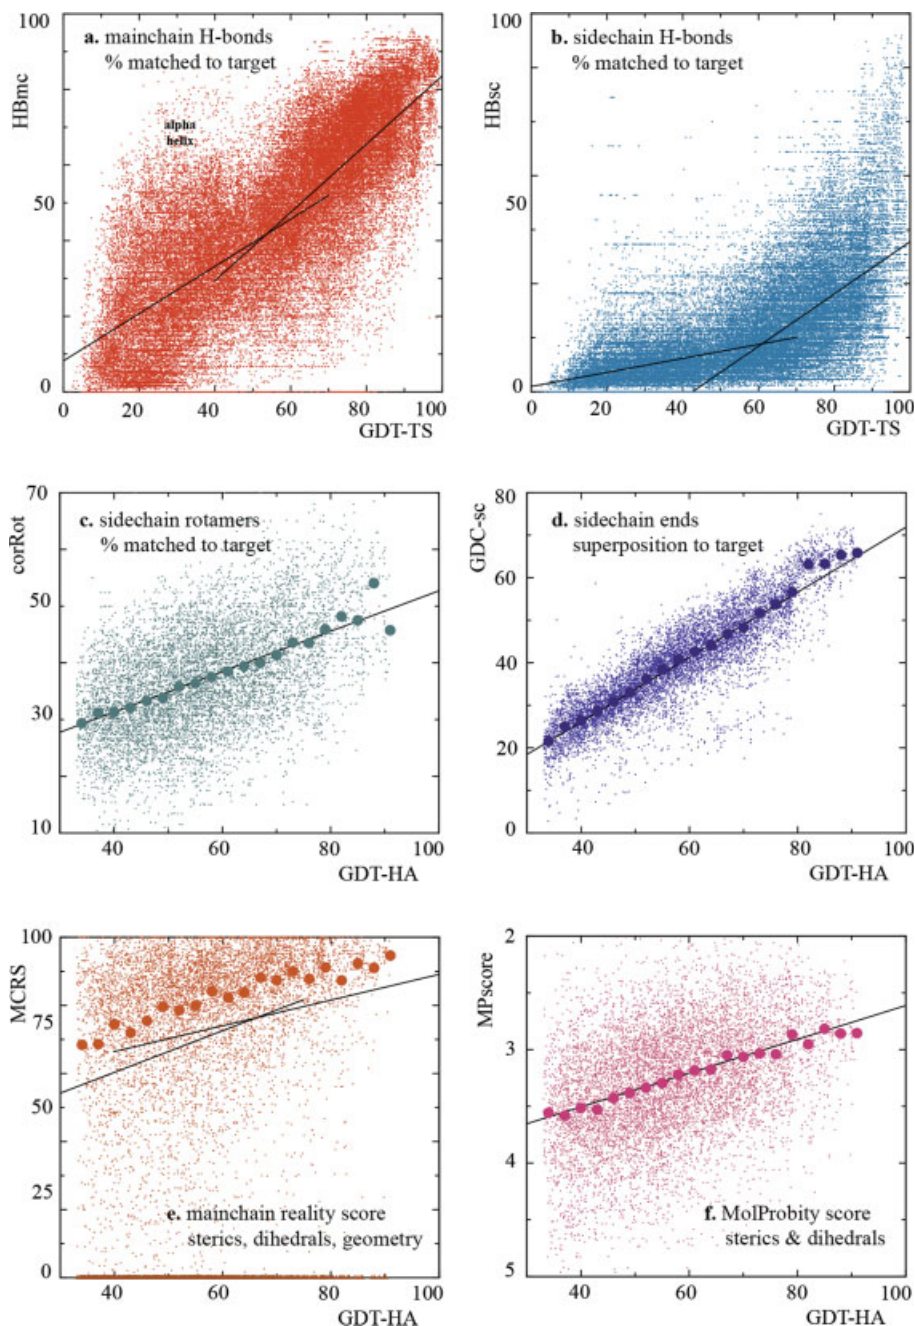 100
a. mainchain H-bonds
% matched to target
HBmc
alpha
helix
50
0
0 20 40 60 80 100
GDT-TS
100
b. sidechain H-bonds
% matched to target
HBsc
50
0
0 20 40 60 80 100
GDT-TS
70
c. sidechain rotamers
% matched to target
corRot
50
30
10
40 60 80 100
GDT-HA
80
d. sidechain ends
superposition to target
GDC-sc
60
40
20
0
40 60 80 100
GDT-HA
100
MCRS
75
50
25
e. mainchain reality score
sterics, dihedrals, geometry
0
40 60 80 100
GDT-HA
2
MPscore
3
4
f. MolProbity score
sterics & dihedrals
5
40 60 80 100
GDT-HA